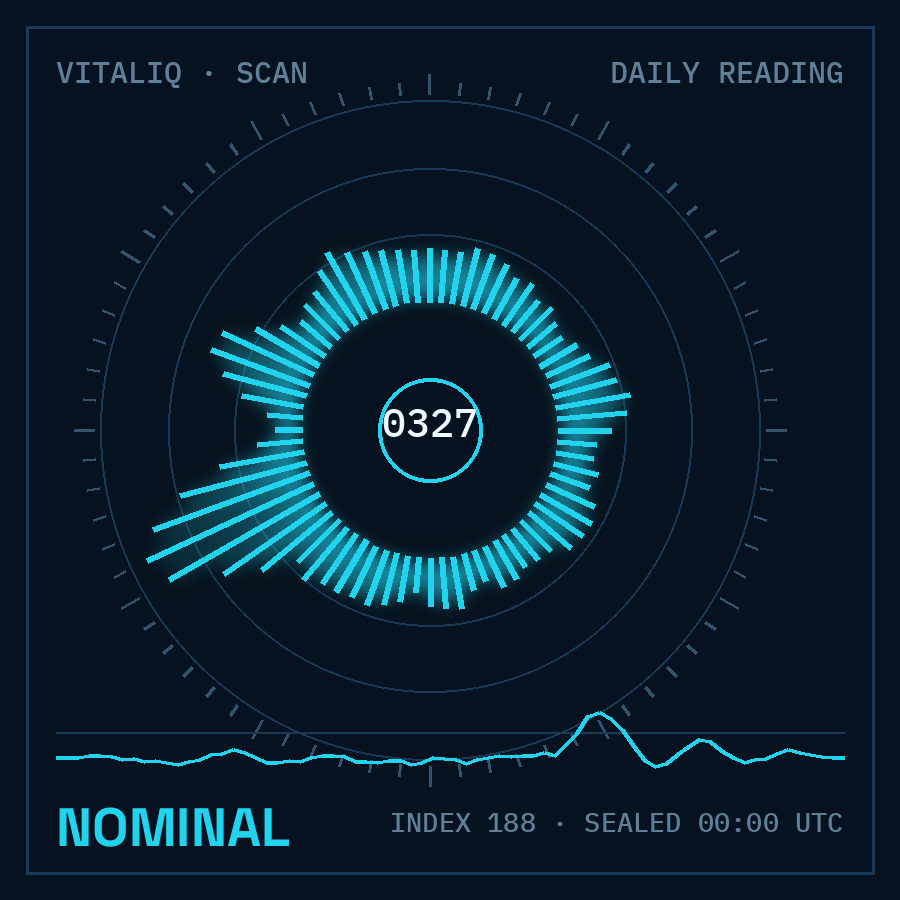 VITALIQ · SCAN
DAILY READING
0327
NOMINAL
INDEX 188 · SEALED 00:00 UTC